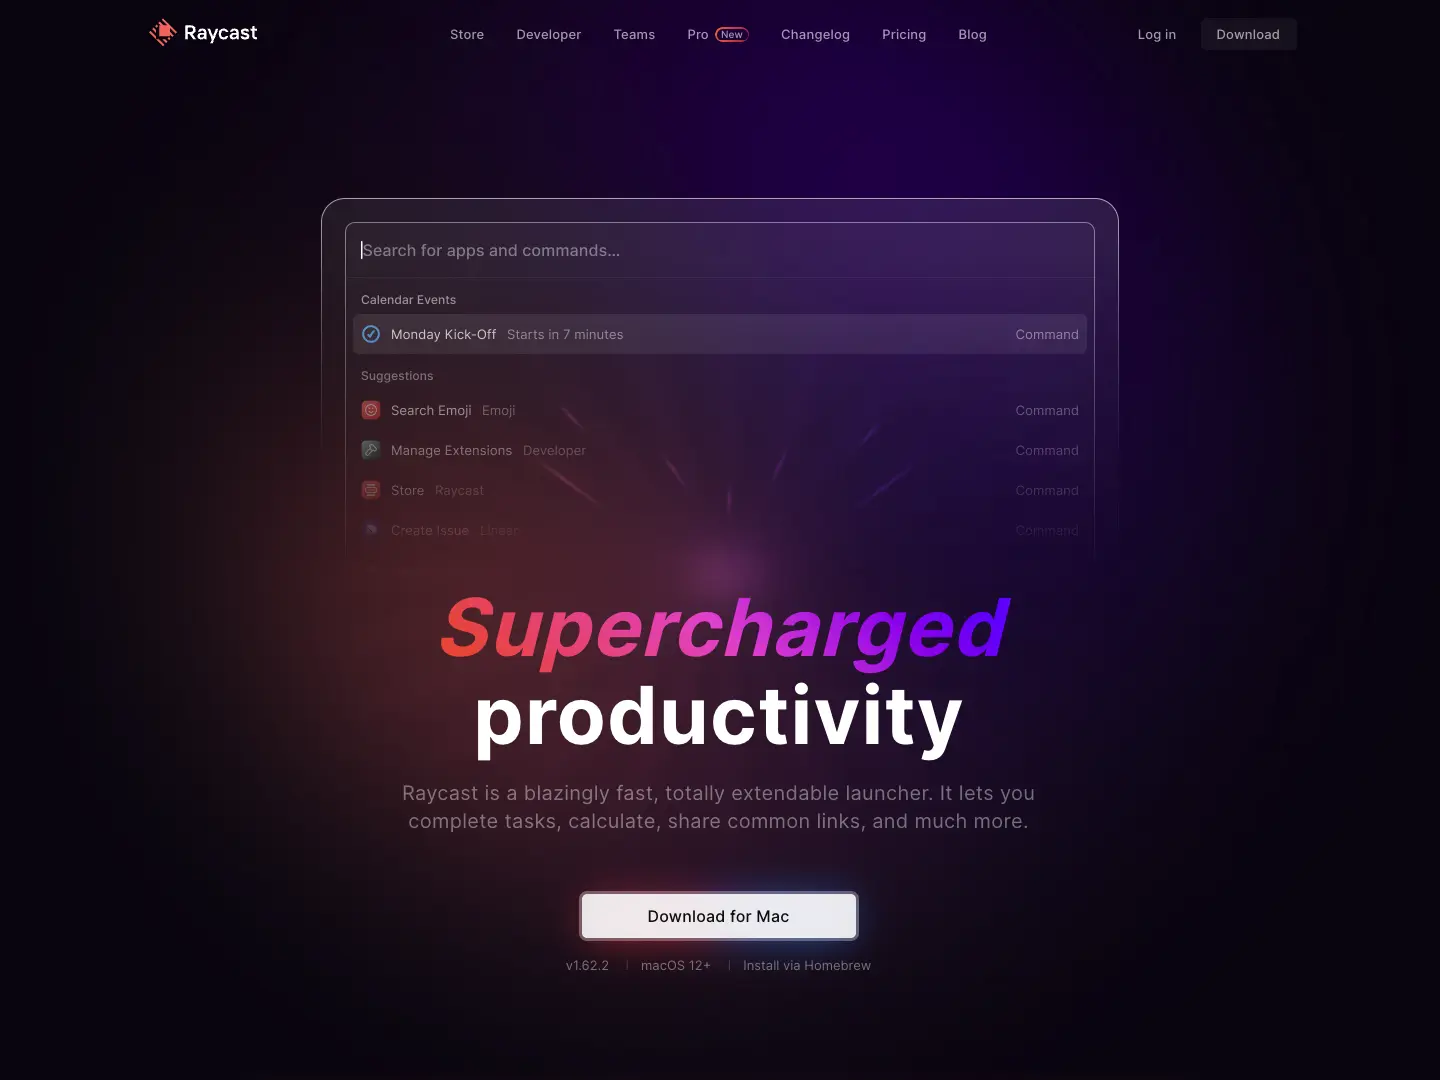 Raycast
Store Developer Teams Pro New Changelog Pricing Blog
Log in Download
Search for apps and commands...
Calendar Events
Monday Kick-Off Starts in 7 minutes Command
Suggestions
Search Emoji Emoji Command
Manage Extensions Developer Command
Store Raycast Command
Create Issue Linear Command
Supercharged
productivity
Raycast is a blazingly fast, totally extendable launcher. It lets you
complete tasks, calculate, share common links, and much more.
Download for Mac
v1.62.2 | macOS 12+ | Install via Homebrew